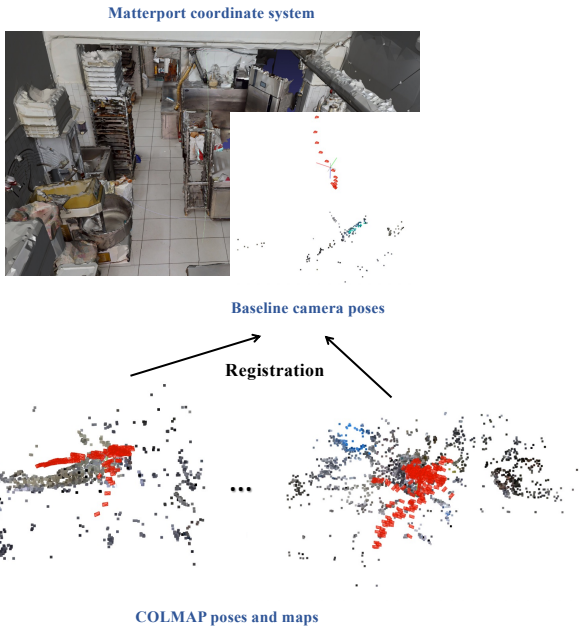 Matterport coordinate system
Baseline camera poses
Registration
...
COLMAP poses and maps